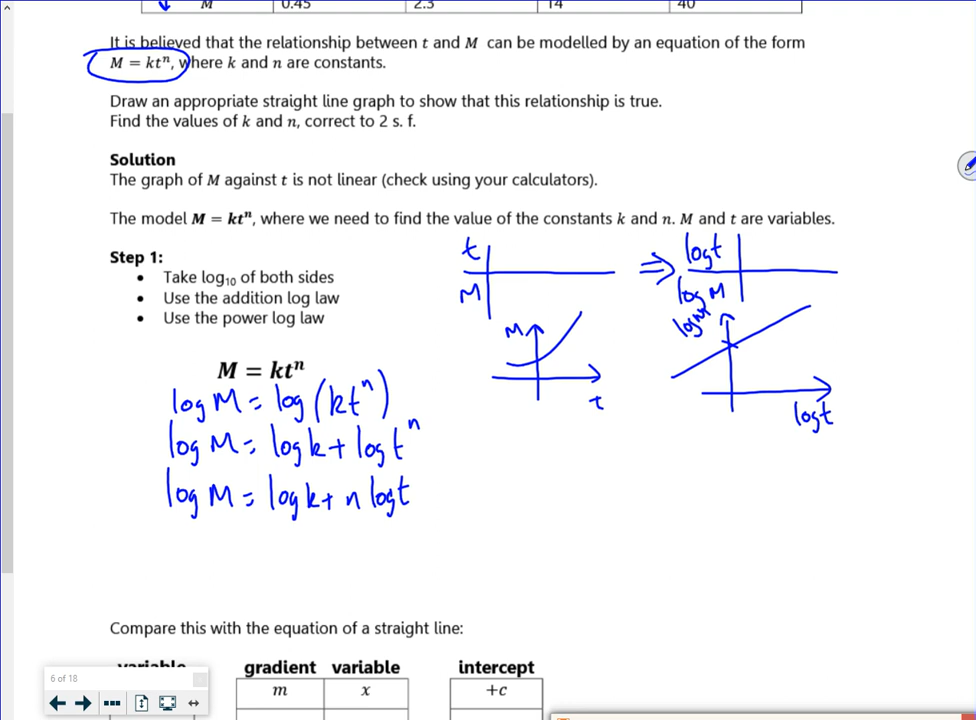 M 0.45 2.3 14 40
It is believed that the relationship between t and M can be modelled by an equation of the form
M = ktⁿ, where k and n are constants.
Draw an appropriate straight line graph to show that this relationship is true.
Find the values of k and n, correct to 2 s. f.
Solution
The graph of M against t is not linear (check using your calculators).
The model M = ktⁿ, where we need to find the value of the constants k and n. M and t are variables.
Step 1:
• Take log₁₀ of both sides
• Use the addition log law
• Use the power log law
t
M
⇒ log t
log M
M
t
log M
log t
M = ktⁿ
log M = log (ktⁿ)
log M = log k + log tⁿ
log M = log k + n log t
Compare this with the equation of a straight line:
variable gradient variable intercept
m x +c
6 of 18